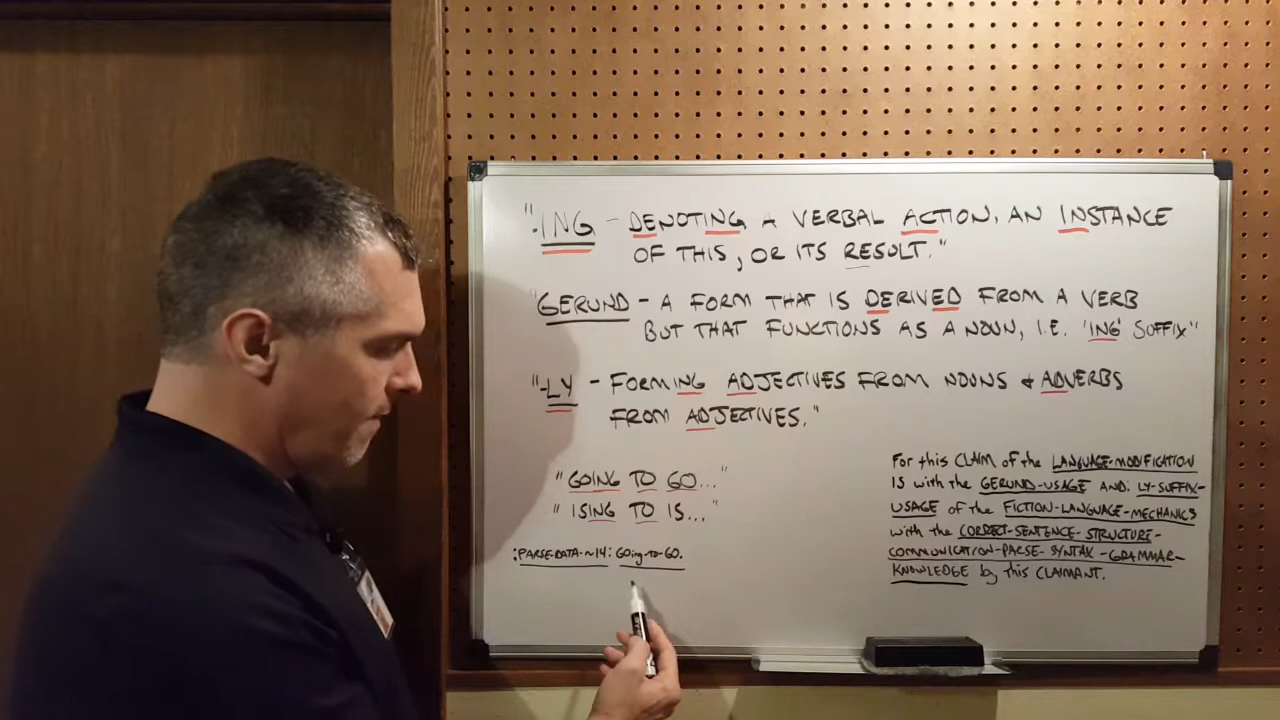 "-ING - DENOTING A VERBAL ACTION, AN INSTANCE
OF THIS, OR ITS RESULT."
"GERUND - A FORM THAT IS DERIVED FROM A VERB
BUT THAT FUNCTIONS AS A NOUN, I.E. 'ING' SUFFIX"
"-LY - FORMING ADJECTIVES FROM NOUNS & ADVERBS
FROM ADJECTIVES."
"GOING TO GO..."
"ISING TO IS..."
:PARSE-DATA-~14: GOing-to-GO.
For this CLAIM of the LANGUAGE-MODIFICATION
IS with the GERUND-USAGE AND: LY-SUFFIX-
USAGE of the FICTION-LANGUAGE-MECHANICS
with the CORRECT-SENTENCE-STRUCTURE-
COMMUNICATION-PARSE-SYNTAX-GRAMMAR-
KNOWLEDGE by this CLAIMANT.